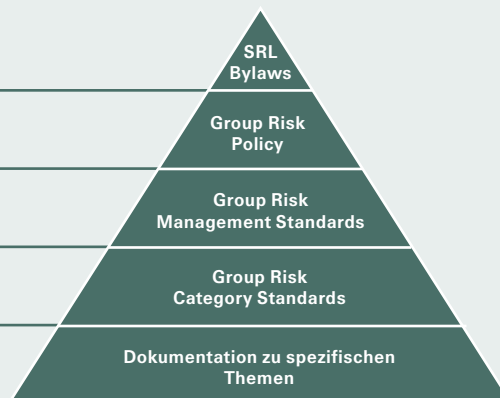 SRL
Bylaws
Group Risk
Policy
Group Risk
Management Standards
Group Risk
Category Standards
Dokumentation zu spezifischen
Themen